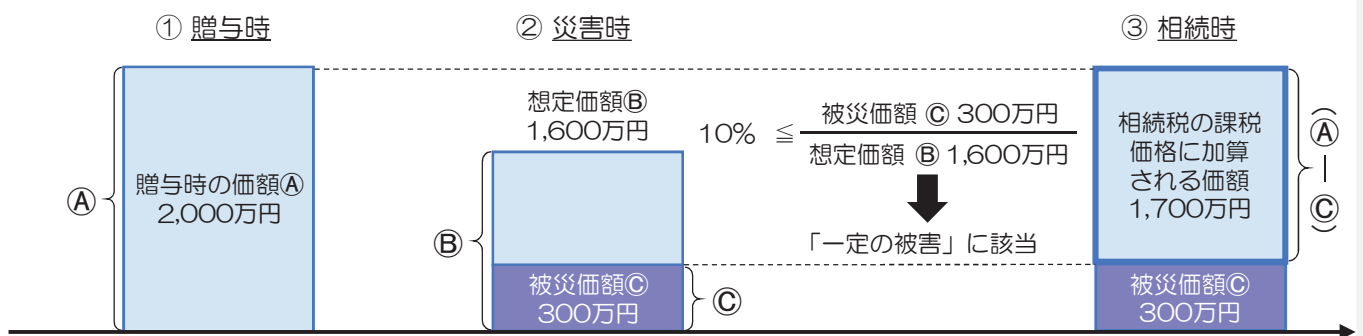 ① 贈与時
② 災害時
③ 相続時
Ⓐ
贈与時の価額Ⓐ
2,000万円
想定価額Ⓑ
1,600万円
Ⓑ
被災価額Ⓒ
300万円
Ⓒ
10% ≦
被災価額 Ⓒ 300万円
想定価額 Ⓑ 1,600万円
「一定の被害」に該当
相続税の課税
価格に加算
される価額
1,700万円
被災価額Ⓒ
300万円
(Ⓐ-Ⓒ)